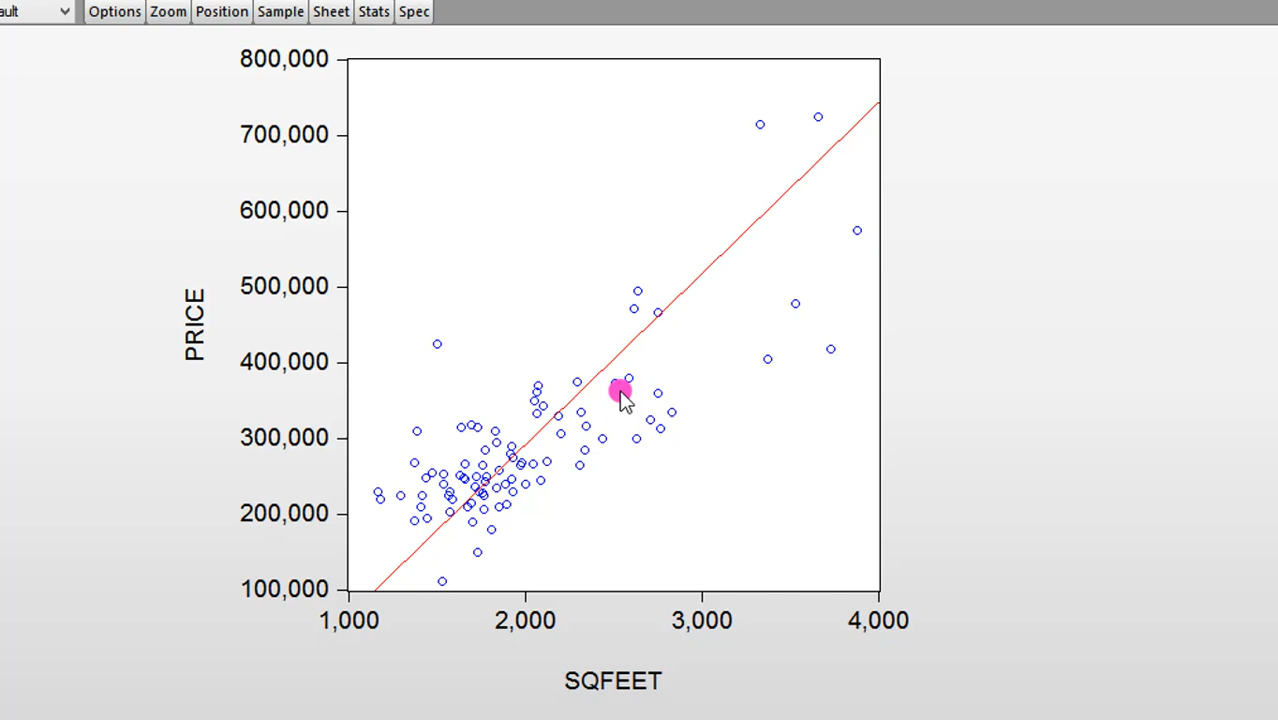 ault Options Zoom Position Sample Sheet Stats Spec
800,000
700,000
600,000
500,000
400,000
300,000
200,000
100,000
PRICE
1,000 2,000 3,000 4,000
SQFEET